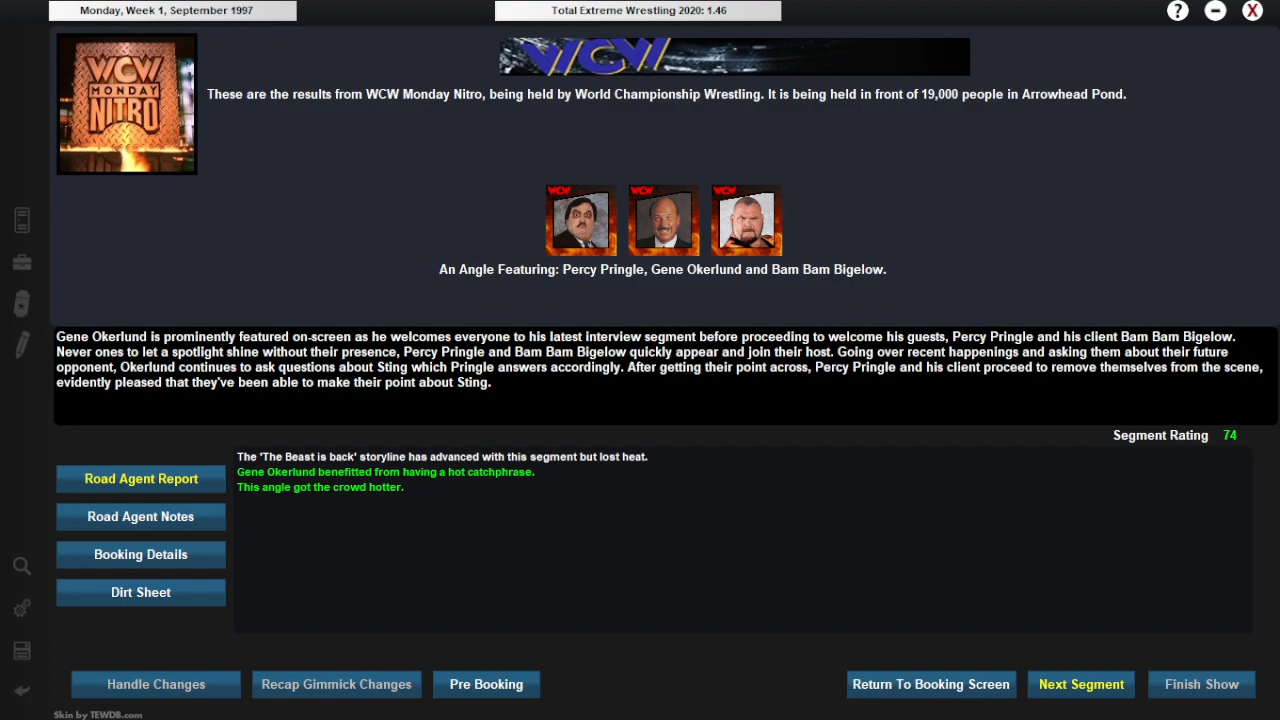 Monday, Week 1, September 1997
Total Extreme Wrestling 2020: 1.46
? - X
WCW
WCW
MONDAY
NITRO
These are the results from WCW Monday Nitro, being held by World Championship Wrestling. It is being held in front of 19,000 people in Arrowhead Pond.
WCW WCW WCW
An Angle Featuring: Percy Pringle, Gene Okerlund and Bam Bam Bigelow.
Gene Okerlund is prominently featured on-screen as he welcomes everyone to his latest interview segment before proceeding to welcome his guests, Percy Pringle and his client Bam Bam Bigelow.
Never ones to let a spotlight shine without their presence, Percy Pringle and Bam Bam Bigelow quickly appear and join their host. Going over recent happenings and asking them about their future
opponent, Okerlund continues to ask questions about Sting which Pringle answers accordingly. After getting their point across, Percy Pringle and his client proceed to remove themselves from the scene,
evidently pleased that they've been able to make their point about Sting.
Segment Rating 74
The 'The Beast is back' storyline has advanced with this segment but lost heat.
Gene Okerlund benefitted from having a hot catchphrase.
This angle got the crowd hotter.
Road Agent Report
Road Agent Notes
Booking Details
Dirt Sheet
Handle Changes Recap Gimmick Changes Pre Booking Return To Booking Screen Next Segment Finish Show
Skin by TEWDB.com